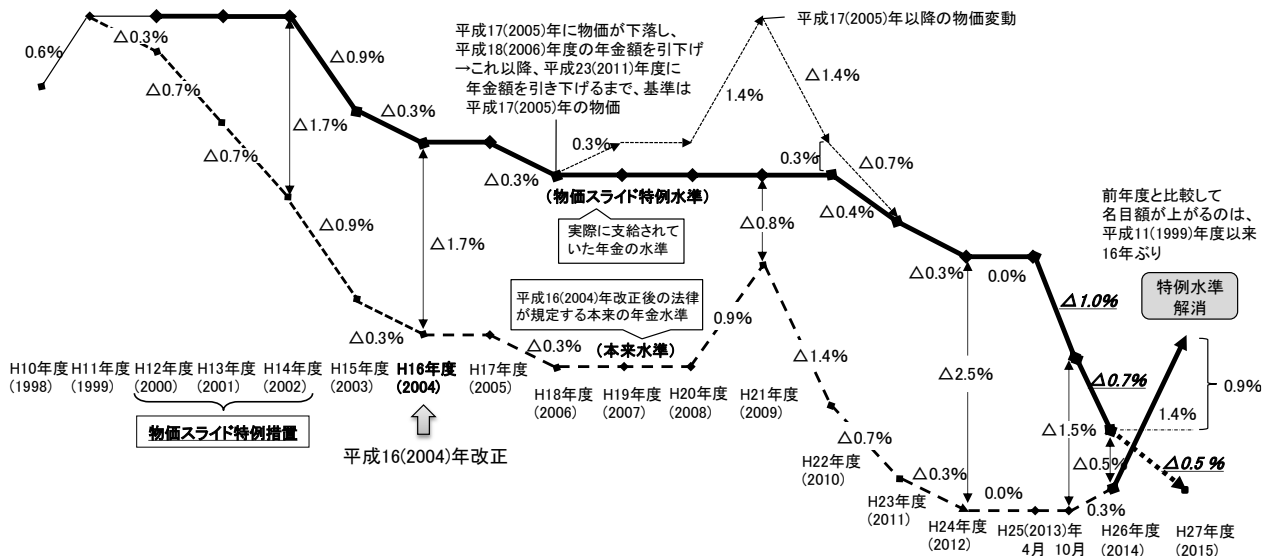 0.6%
△0.3%
△0.7%
△0.7%
△1.7%
△0.9%
△0.9%
△0.3%
△0.3%
△1.7%
平成17(2005)年に物価が下落し、
平成18(2006)年度の年金額を引下げ
→これ以降、平成23(2011)年度に
年金額を引き下げるまで、基準は
平成17(2005)年の物価
△0.3%
0.3%
1.4%
平成17(2005)年以降の物価変動
△1.4%
0.3%
△0.7%
△0.4%
(物価スライド特例水準)
実際に支給されて
いた年金の水準
△0.8%
平成16(2004)年改正後の法律
が規定する本来の年金水準
(本来水準)
△0.3%
0.9%
△1.4%
△0.7%
△0.3%
△0.3%
0.0%
△2.5%
0.0%
△1.0%
△0.7%
△1.5%
△0.5%
0.3%
前年度と比較して
名目額が上がるのは、
平成11(1999)年度以来
16年ぶり
特例水準
解消
0.9%
1.4%
△0.5%
H10年度
(1998)
H11年度
(1999)
H12年度
(2000)
H13年度
(2001)
H14年度
(2002)
H15年度
(2003)
H16年度
(2004)
H17年度
(2005)
H18年度
(2006)
H19年度
(2007)
H20年度
(2008)
H21年度
(2009)
H22年度
(2010)
H23年度
(2011)
H24年度
(2012)
H25(2013)年
4月 10月
H26年度
(2014)
H27年度
(2015)
物価スライド特例措置
平成16(2004)年改正